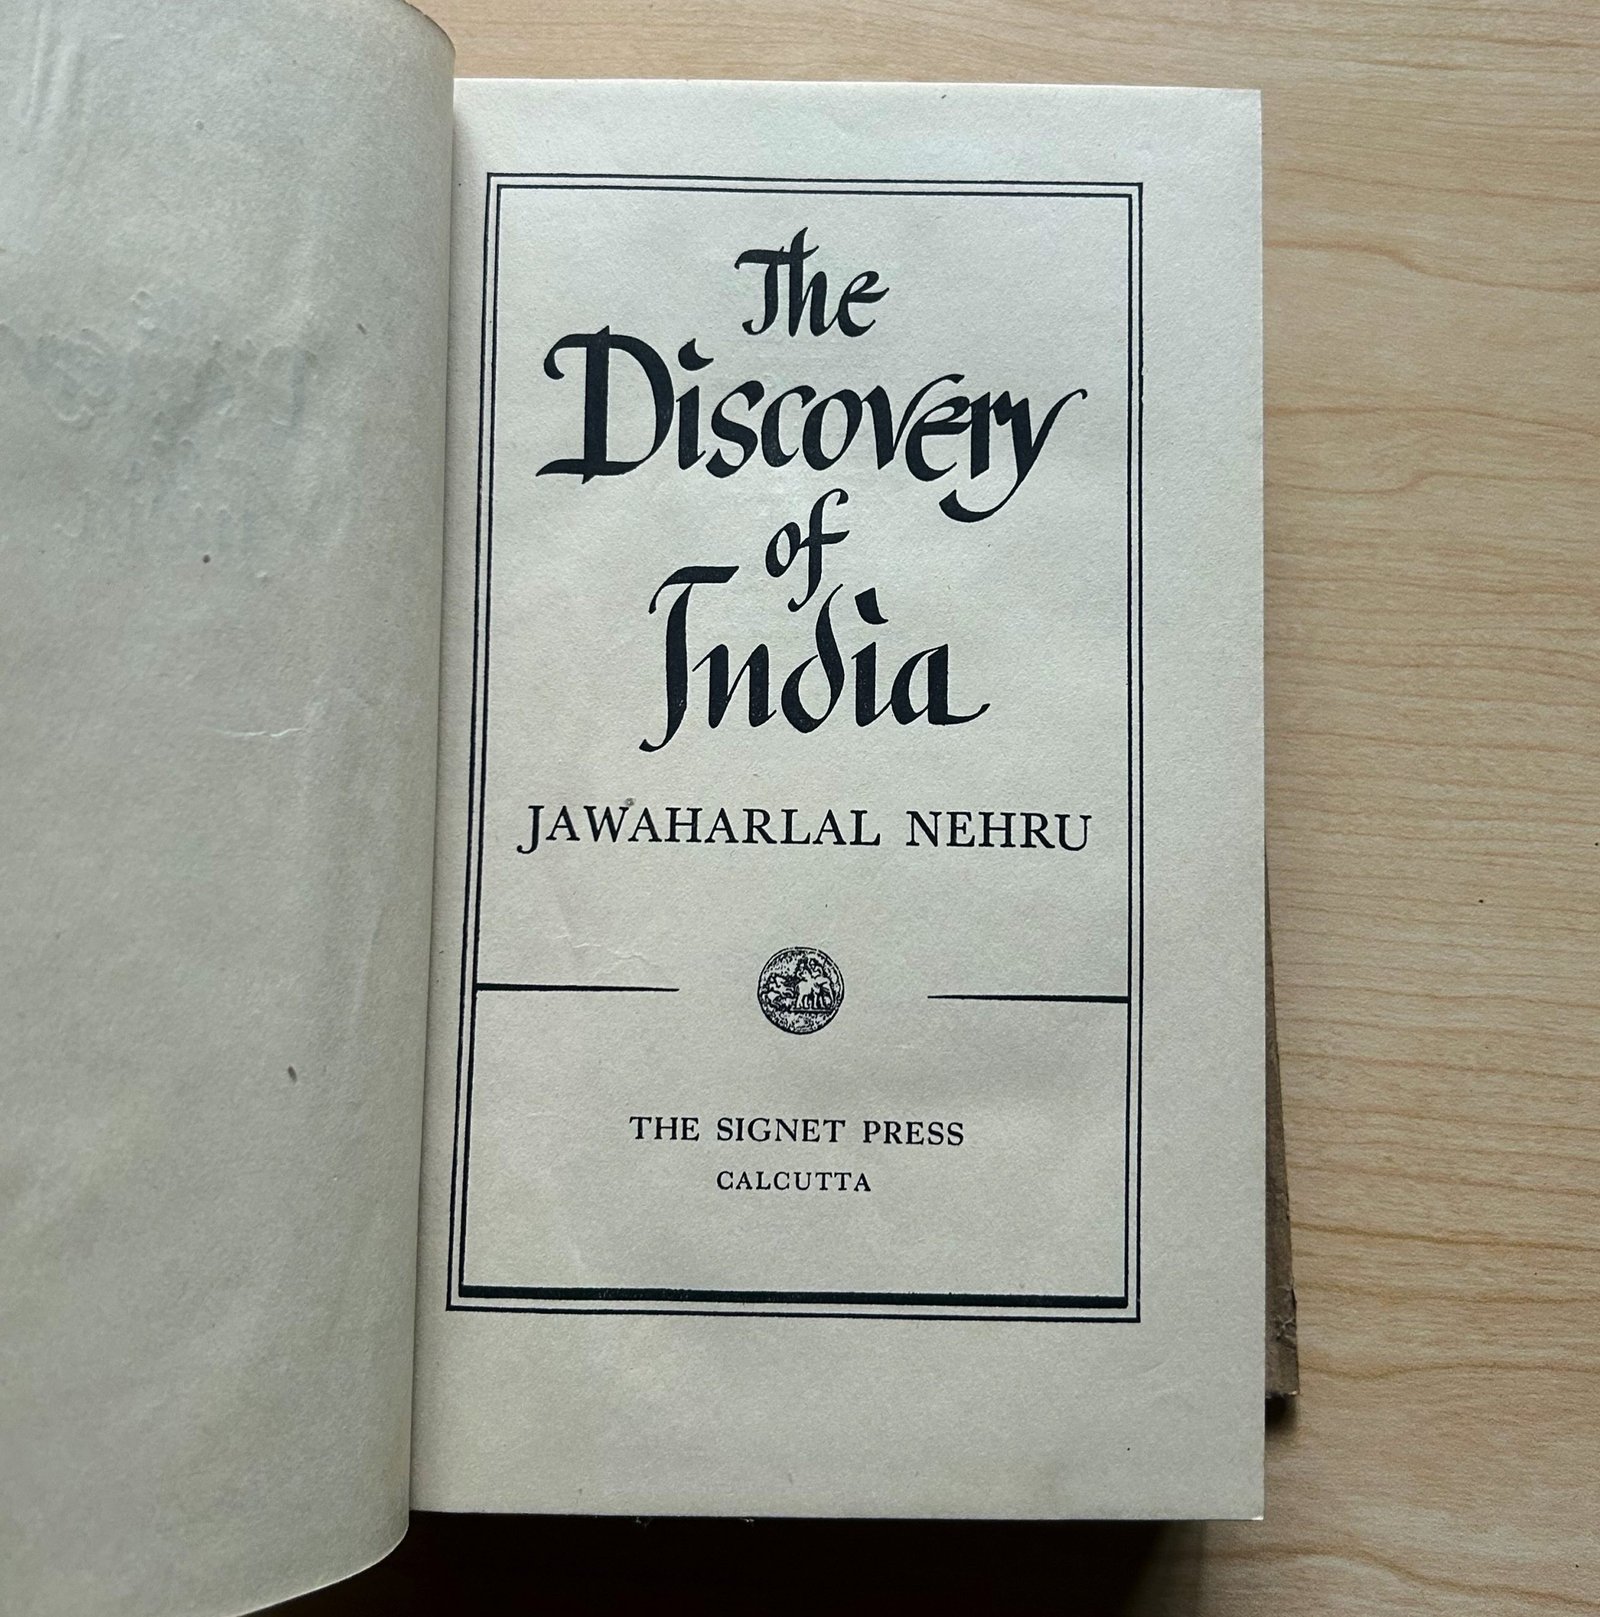 The
Discovery
of
India
JAWAHARLAL NEHRU
THE SIGNET PRESS
CALCUTTA